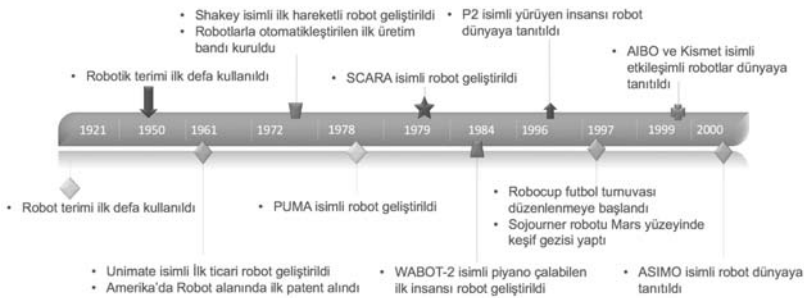 • Shakey isimli ilk hareketli robot geliştirildi
• Robotlarla otomatikleştirilen ilk üretim
bandı kuruldu
• P2 isimli yürüyen insansı robot
dünyaya tanıtıldı
• AIBO ve Kismet isimli
etkileşimli robotlar dünyaya
tanıtıldı
• Robotik terimi ilk defa kullanıldı
• SCARA isimli robot geliştirildi
1921 1950 1961 1972 1978 1979 1984 1996 1997 1999 2000
• Robot terimi ilk defa kullanıldı
• PUMA isimli robot geliştirildi
• Robocup futbol turnuvası
düzenlenmeye başlandı
• Sojourner robotu Mars yüzeyinde
keşif gezisi yaptı
• Unimate isimli İlk ticari robot geliştirildi
• Amerika'da Robot alanında ilk patent alındı
• WABOT-2 isimli piyano çalabilen
ilk insansı robot geliştirildi
• ASIMO isimli robot dünyaya
tanıtıldı